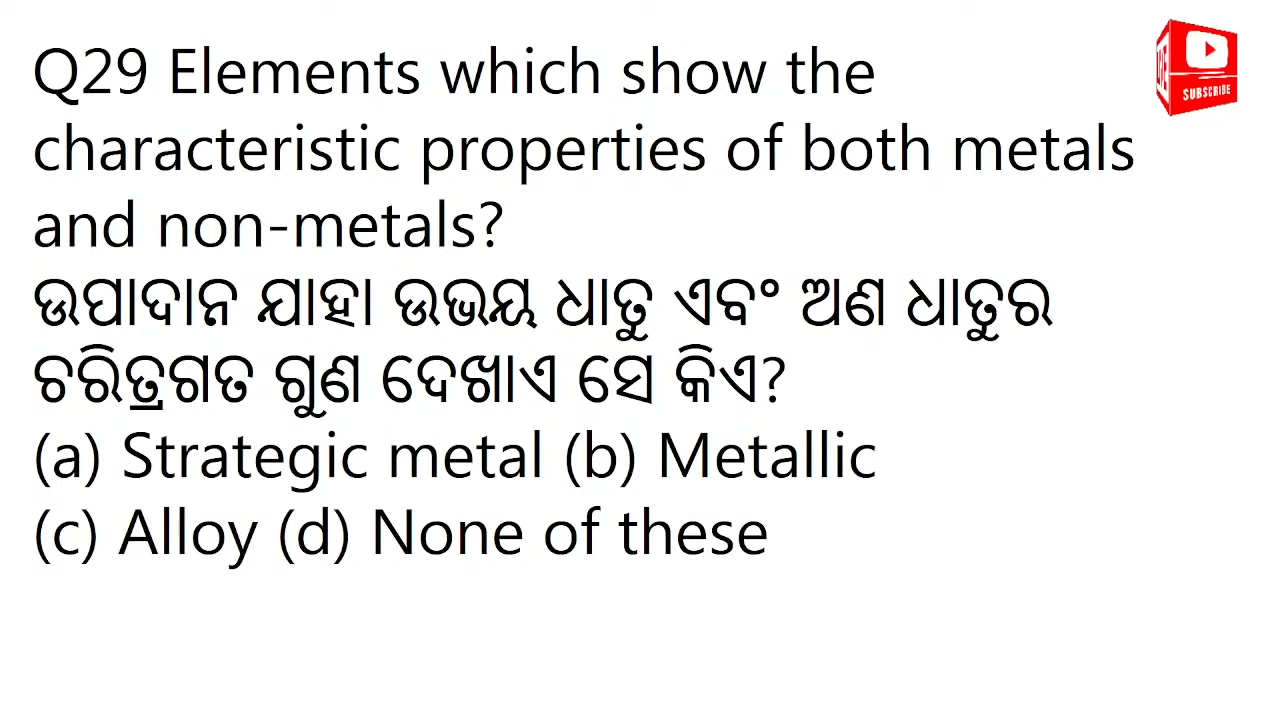 Q29 Elements which show the
characteristic properties of both metals
and non-metals?
ଉପାଦାନ ଯାହା ଉଭୟ ଧାତୁ ଏବଂ ଅଣ ଧାତୁର
ଚରିତ୍ରଗତ ଗୁଣ ଦେଖାଏ ସେ କିଏ?
(a) Strategic metal (b) Metallic
(c) Alloy (d) None of these
SUBSCRIBE